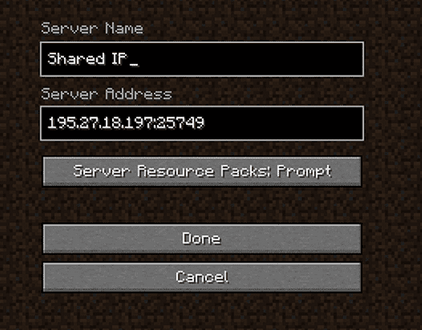 Server Name
Shared IP_
Server Address
195.27.18.197:25749
Server Resource Packs: Prompt
Done
Cancel